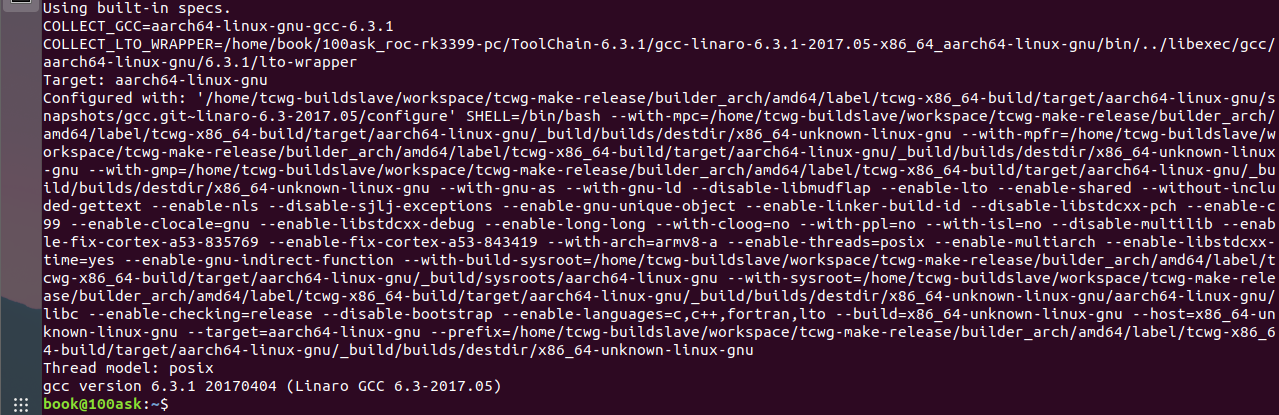 Using built-in specs.
COLLECT_GCC=aarch64-linux-gnu-gcc-6.3.1
COLLECT_LTO_WRAPPER=/home/book/100ask_roc-rk3399-pc/ToolChain-6.3.1/gcc-linaro-6.3.1-2017.05-x86_64_aarch64-linux-gnu/bin/../libexec/gcc/
aarch64-linux-gnu/6.3.1/lto-wrapper
Target: aarch64-linux-gnu
Configured with: '/home/tcwg-buildslave/workspace/tcwg-make-release/builder_arch/amd64/label/tcwg-x86_64-build/target/aarch64-linux-gnu/s
napshots/gcc.git~linaro-6.3-2017.05/configure' SHELL=/bin/bash --with-mpc=/home/tcwg-buildslave/workspace/tcwg-make-release/builder_arch/
amd64/label/tcwg-x86_64-build/target/aarch64-linux-gnu/_build/builds/destdir/x86_64-unknown-linux-gnu --with-mpfr=/home/tcwg-buildslave/w
orkspace/tcwg-make-release/builder_arch/amd64/label/tcwg-x86_64-build/target/aarch64-linux-gnu/_build/builds/destdir/x86_64-unknown-linux
-gnu --with-gmp=/home/tcwg-buildslave/workspace/tcwg-make-release/builder_arch/amd64/label/tcwg-x86_64-build/target/aarch64-linux-gnu/_bu
ild/builds/destdir/x86_64-unknown-linux-gnu --with-gnu-as --with-gnu-ld --disable-libmudflap --enable-lto --enable-shared --without-inclu
ded-gettext --enable-nls --disable-sjlj-exceptions --enable-gnu-unique-object --enable-linker-build-id --disable-libstdcxx-pch --enable-c
99 --enable-clocale=gnu --enable-libstdcxx-debug --enable-long-long --with-cloog=no --with-ppl=no --with-isl=no --disable-multilib --enab
le-fix-cortex-a53-835769 --enable-fix-cortex-a53-843419 --with-arch=armv8-a --enable-threads=posix --enable-multiarch --enable-libstdcxx-
time=yes --enable-gnu-indirect-function --with-build-sysroot=/home/tcwg-buildslave/workspace/tcwg-make-release/builder_arch/amd64/label/t
cwg-x86_64-build/target/aarch64-linux-gnu/_build/sysroots/aarch64-linux-gnu --with-sysroot=/home/tcwg-buildslave/workspace/tcwg-make-rele
ase/builder_arch/amd64/label/tcwg-x86_64-build/target/aarch64-linux-gnu/_build/builds/destdir/x86_64-unknown-linux-gnu/aarch64-linux-gnu/
libc --enable-checking=release --disable-bootstrap --enable-languages=c,c++,fortran,lto --build=x86_64-unknown-linux-gnu --host=x86_64-un
known-linux-gnu --target=aarch64-linux-gnu --prefix=/home/tcwg-buildslave/workspace/tcwg-make-release/builder_arch/amd64/label/tcwg-x86_6
4-build/target/aarch64-linux-gnu/_build/builds/destdir/x86_64-unknown-linux-gnu
Thread model: posix
gcc version 6.3.1 20170404 (Linaro GCC 6.3-2017.05)
book@100ask:~$